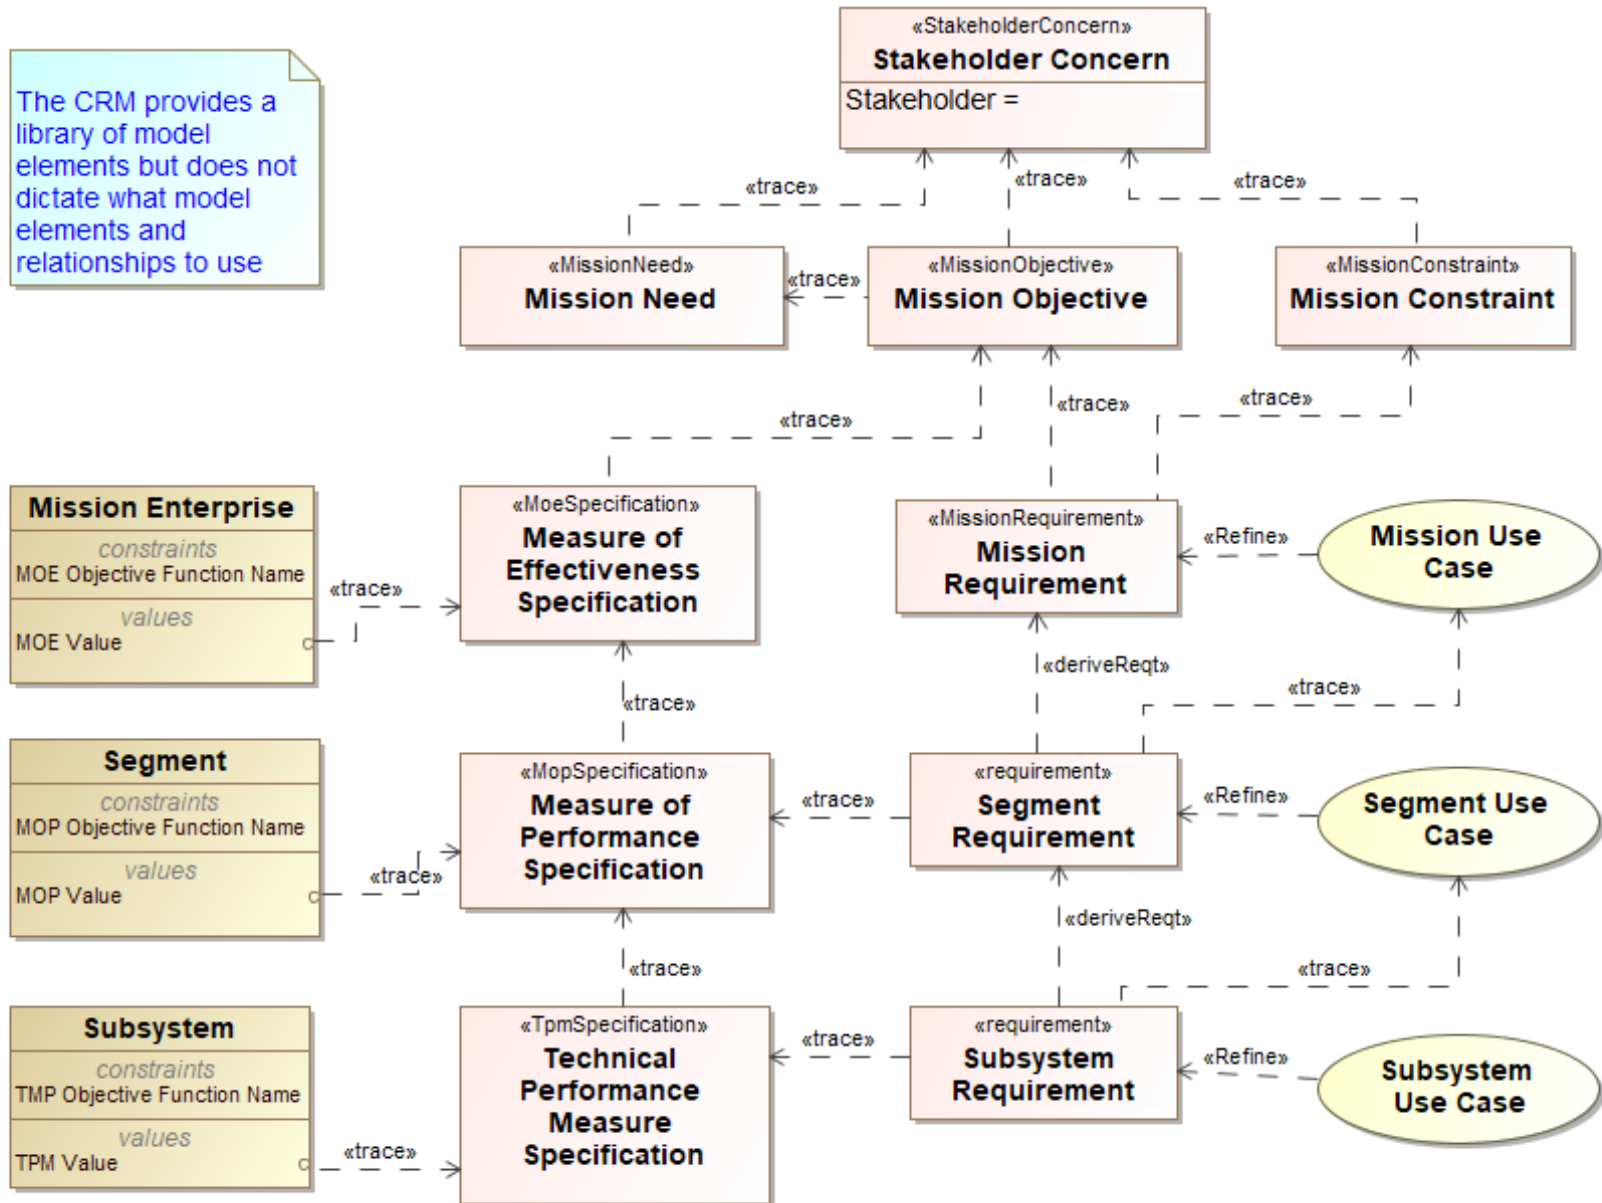 «StakeholderConcern»
Stakeholder Concern
Stakeholder =
The CRM provides a
library of model
elements but does not
dictate what model
elements and
relationships to use
«trace»
«trace»
«trace»
«MissionNeed»
Mission Need
«trace»
«MissionObjective»
Mission Objective
«MissionConstraint»
Mission Constraint
«trace»
«trace»
«trace»
Mission Enterprise
constraints
MOE Objective Function Name
values
MOE Value
«trace»
«MoeSpecification»
Measure of
Effectiveness
Specification
«MissionRequirement»
Mission
Requirement
«Refine»
Mission Use
Case
«trace»
«deriveReqt»
«trace»
Segment
constraints
MOP Objective Function Name
values
MOP Value
«trace»
«MopSpecification»
Measure of
Performance
Specification
«trace»
«requirement»
Segment
Requirement
«Refine»
Segment Use
Case
«trace»
«deriveReqt»
«trace»
Subsystem
constraints
TMP Objective Function Name
values
TPM Value
«trace»
«TpmSpecification»
Technical
Performance
Measure
Specification
«trace»
«requirement»
Subsystem
Requirement
«Refine»
Subsystem
Use Case